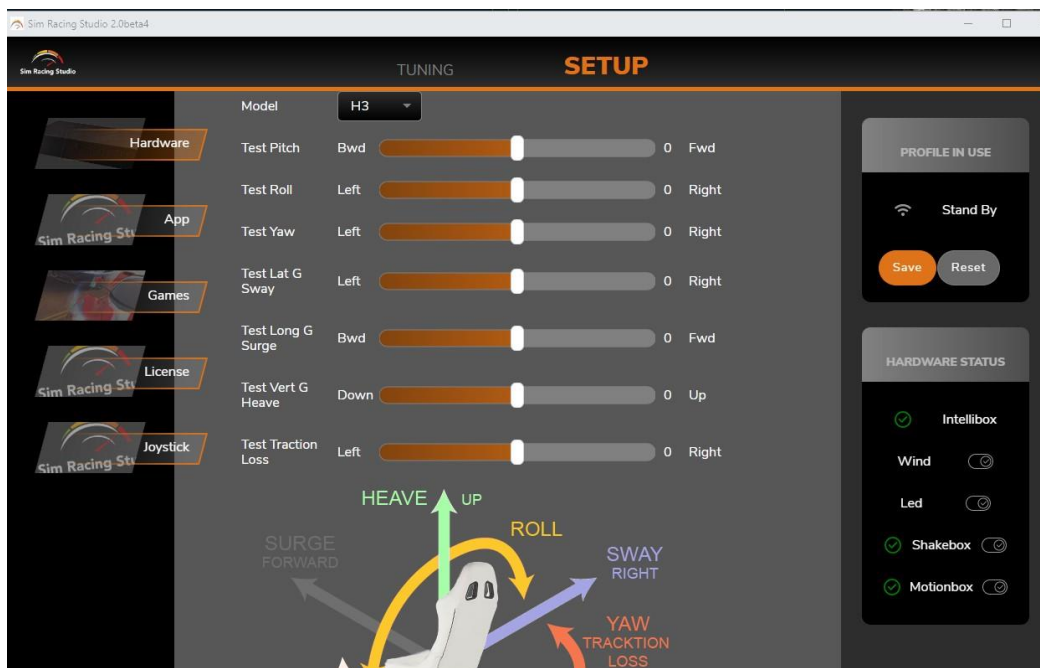 Sim Racing Studio 2.0beta4
Sim Racing Studio
TUNING
SETUP
Hardware
Sim Racing Stu
App
Games
Sim Racing Stu
License
Sim Racing Stu
Joystick
Model H3
Test Pitch Bwd 0 Fwd
Test Roll Left 0 Right
Test Yaw Left 0 Right
Test Lat G
Sway Left 0 Right
Test Long G
Surge Bwd 0 Fwd
Test Vert G
Heave Down 0 Up
Test Traction
Loss Left 0 Right
HEAVE UP
ROLL
SURGE
FORWARD
SWAY
RIGHT
YAW
TRACKTION
LOSS
PROFILE IN USE
Stand By
Save Reset
HARDWARE STATUS
Intellibox
Wind
Led
Shakebox
Motionbox